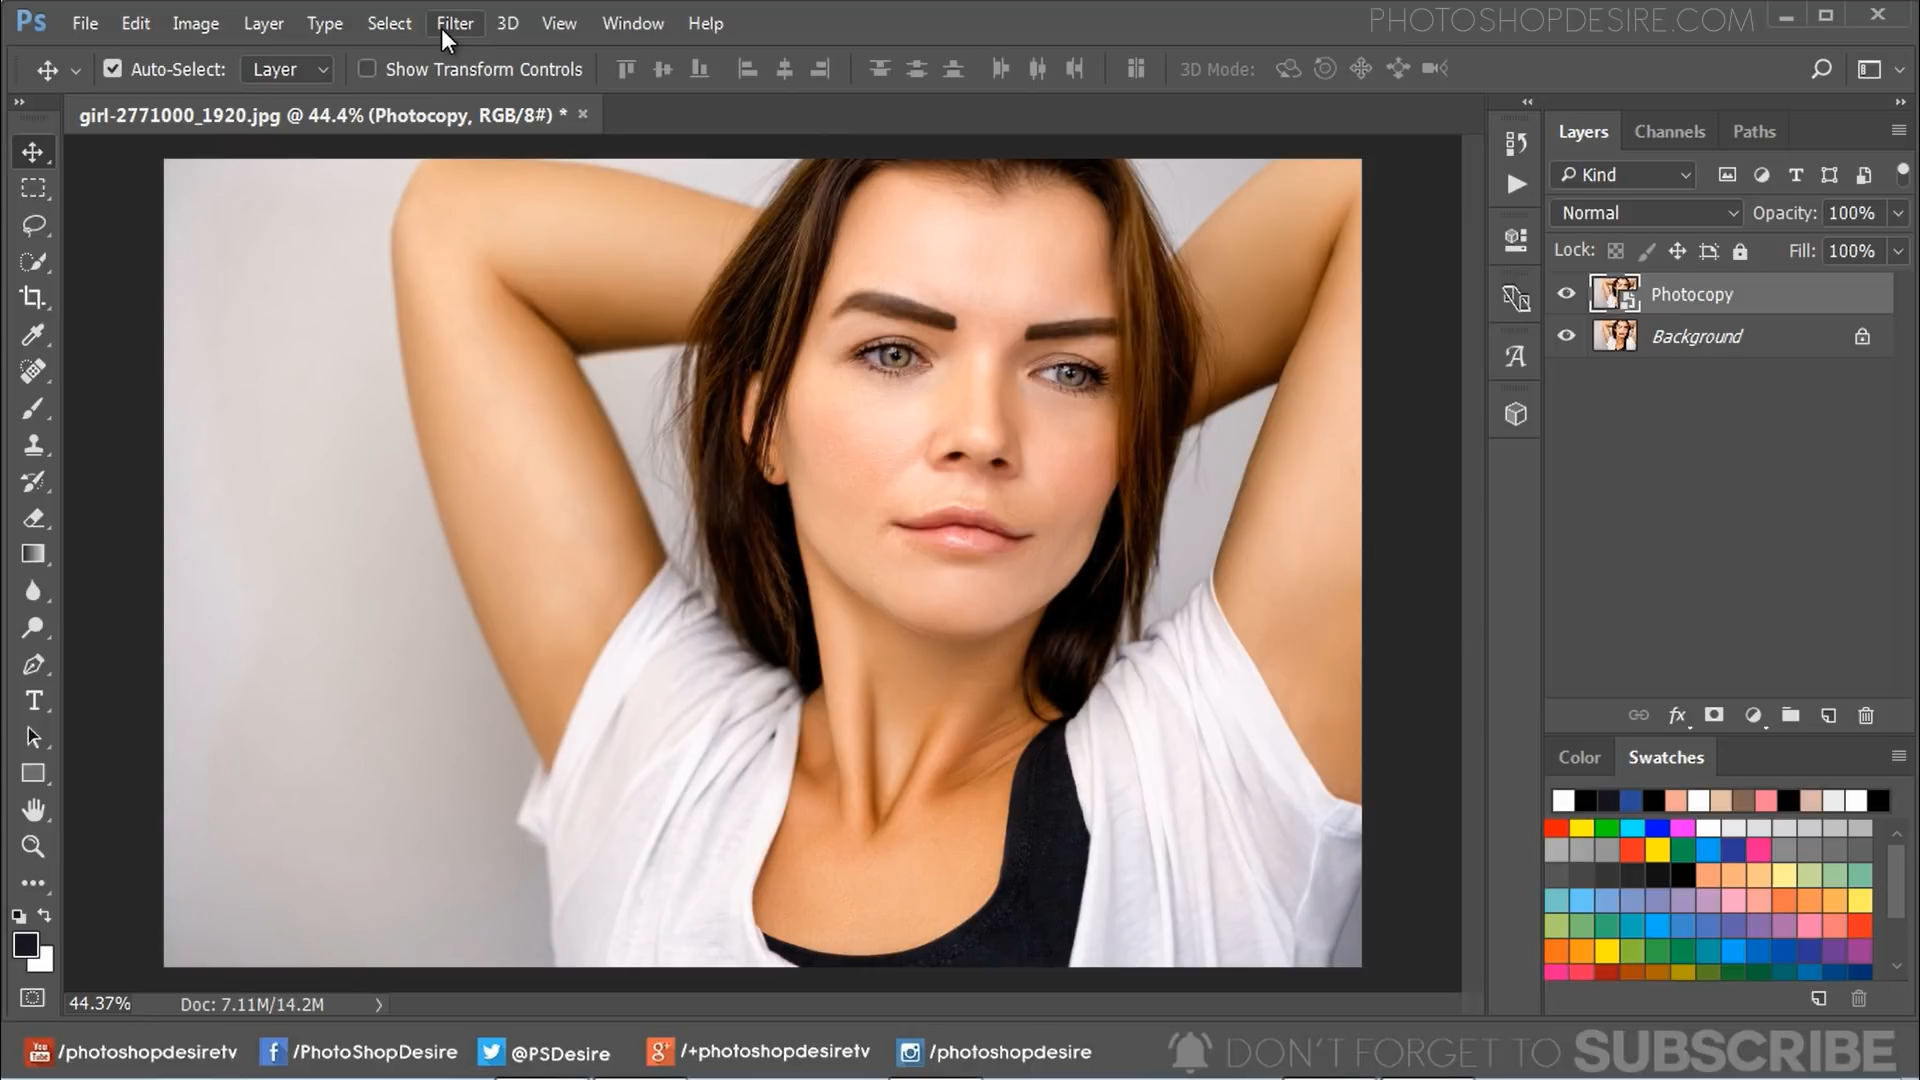 Ps File Edit Image Layer Type Select Filter 3D View Window Help PHOTOSHOPDESIRE.COM
Auto-Select: Layer Show Transform Controls 3D Mode:
girl-2771000_1920.jpg @ 44.4% (Photocopy, RGB/8#) * ×
Layers Channels Paths
Kind
Normal Opacity: 100%
Lock: Fill: 100%
Photocopy
Background
Color Swatches
44.37% Doc: 7.11M/14.2M
You Tube /photoshopdesiretv /PhotoShopDesire @PSDesire /+photoshopdesiretv /photoshopdesire DON'T FORGET TO SUBSCRIBE